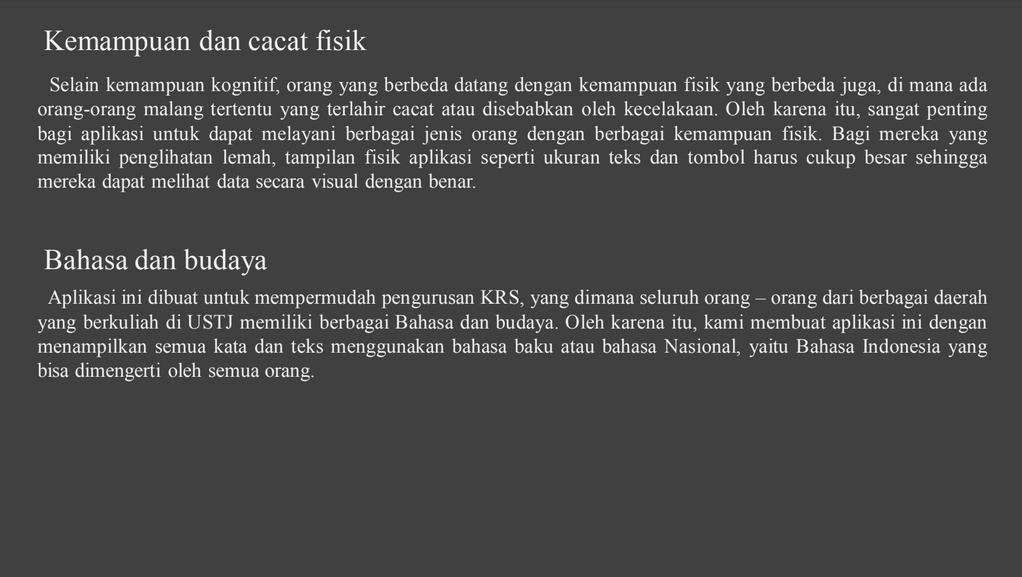 Kemampuan dan cacat fisik
Selain kemampuan kognitif, orang yang berbeda datang dengan kemampuan fisik yang berbeda juga, di mana ada
orang-orang malang tertentu yang terlahir cacat atau disebabkan oleh kecelakaan. Oleh karena itu, sangat penting
bagi aplikasi untuk dapat melayani berbagai jenis orang dengan berbagai kemampuan fisik. Bagi mereka yang
memiliki penglihatan lemah, tampilan fisik aplikasi seperti ukuran teks dan tombol harus cukup besar sehingga
mereka dapat melihat data secara visual dengan benar.
Bahasa dan budaya
Aplikasi ini dibuat untuk mempermudah pengurusan KRS, yang dimana seluruh orang – orang dari berbagai daerah
yang berkuliah di USTJ memiliki berbagai Bahasa dan budaya. Oleh karena itu, kami membuat aplikasi ini dengan
menampilkan semua kata dan teks menggunakan bahasa baku atau bahasa Nasional, yaitu Bahasa Indonesia yang
bisa dimengerti oleh semua orang.